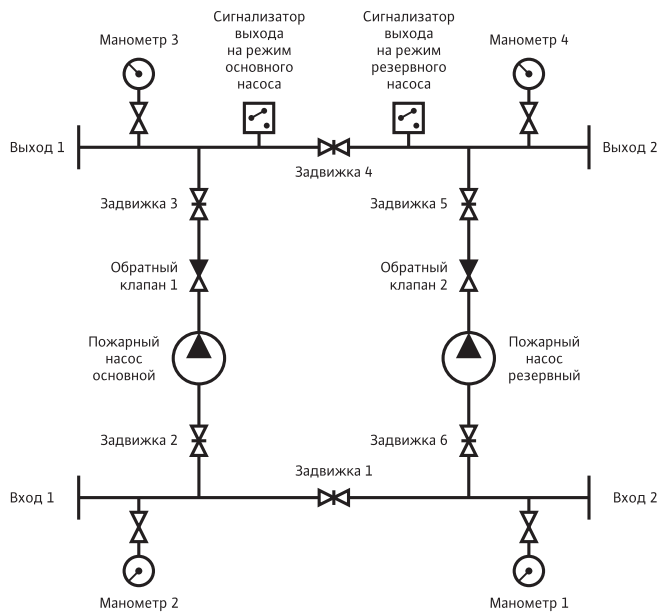 Сигнализатор
выхода
на режим
основного
насоса
Сигнализатор
выхода
на режим
резервного
насоса
Манометр 3
Манометр 4
Выход 1
Выход 2
Задвижка 4
Задвижка 3
Задвижка 5
Обратный
клапан 1
Обратный
клапан 2
Пожарный
насос
основной
Пожарный
насос
резервный
Задвижка 2
Задвижка 6
Задвижка 1
Вход 1
Вход 2
Манометр 2
Манометр 1